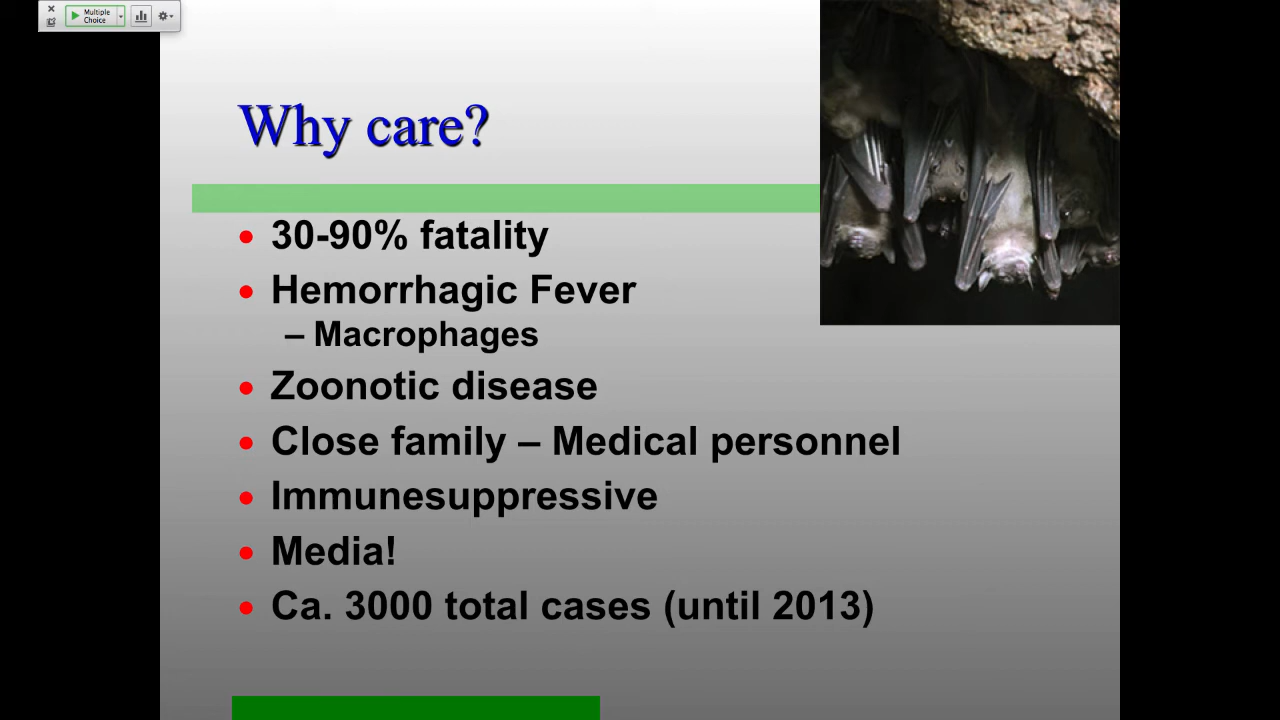 Multiple
Choice
Why care?
30-90% fatality
Hemorrhagic Fever
– Macrophages
Zoonotic disease
Close family – Medical personnel
Immunesuppressive
Media!
Ca. 3000 total cases (until 2013)